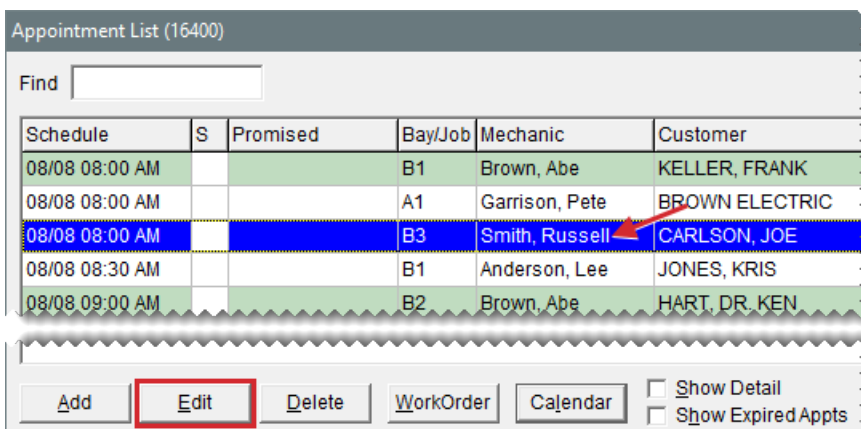 Appointment List (16400)
Find
Schedule S Promised Bay/Job Mechanic Customer
08/08 08:00 AM B1 Brown, Abe KELLER, FRANK
08/08 08:00 AM A1 Garrison, Pete BROWN ELECTRIC
08/08 08:00 AM B3 Smith, Russell CARLSON, JOE
08/08 08:30 AM B1 Anderson, Lee JONES, KRIS
08/08 09:00 AM B2 Brown, Abe HART, DR. KEN
Add Edit Delete WorkOrder Calendar Show Detail
Show Expired Appts